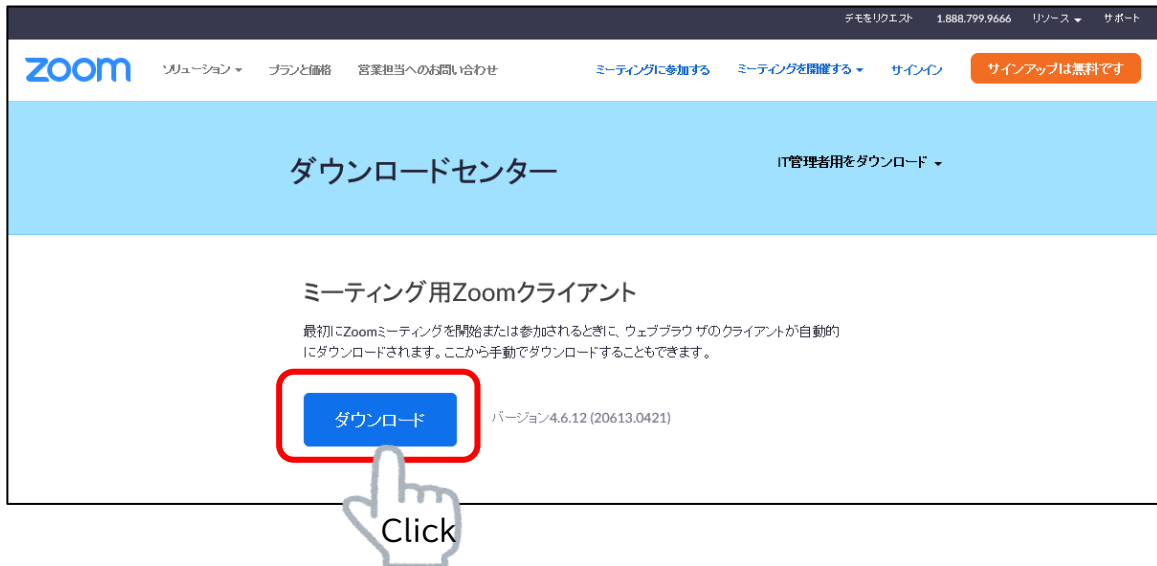 デモをリクエスト 1.888.799.9666 リソース サポート
zoom ソリューション プランと価格 営業担当へのお問い合わせ ミーティングに参加する ミーティングを開催する サインイン サインアップは無料です
ダウンロードセンター IT管理者用をダウンロード
ミーティング用Zoomクライアント
最初にZoomミーティングを開始または参加されるときに、ウェブブラウザのクライアントが自動的
にダウンロードされます。ここから手動でダウンロードすることもできます。
ダウンロード バージョン4.6.12 (20613.0421)
Click